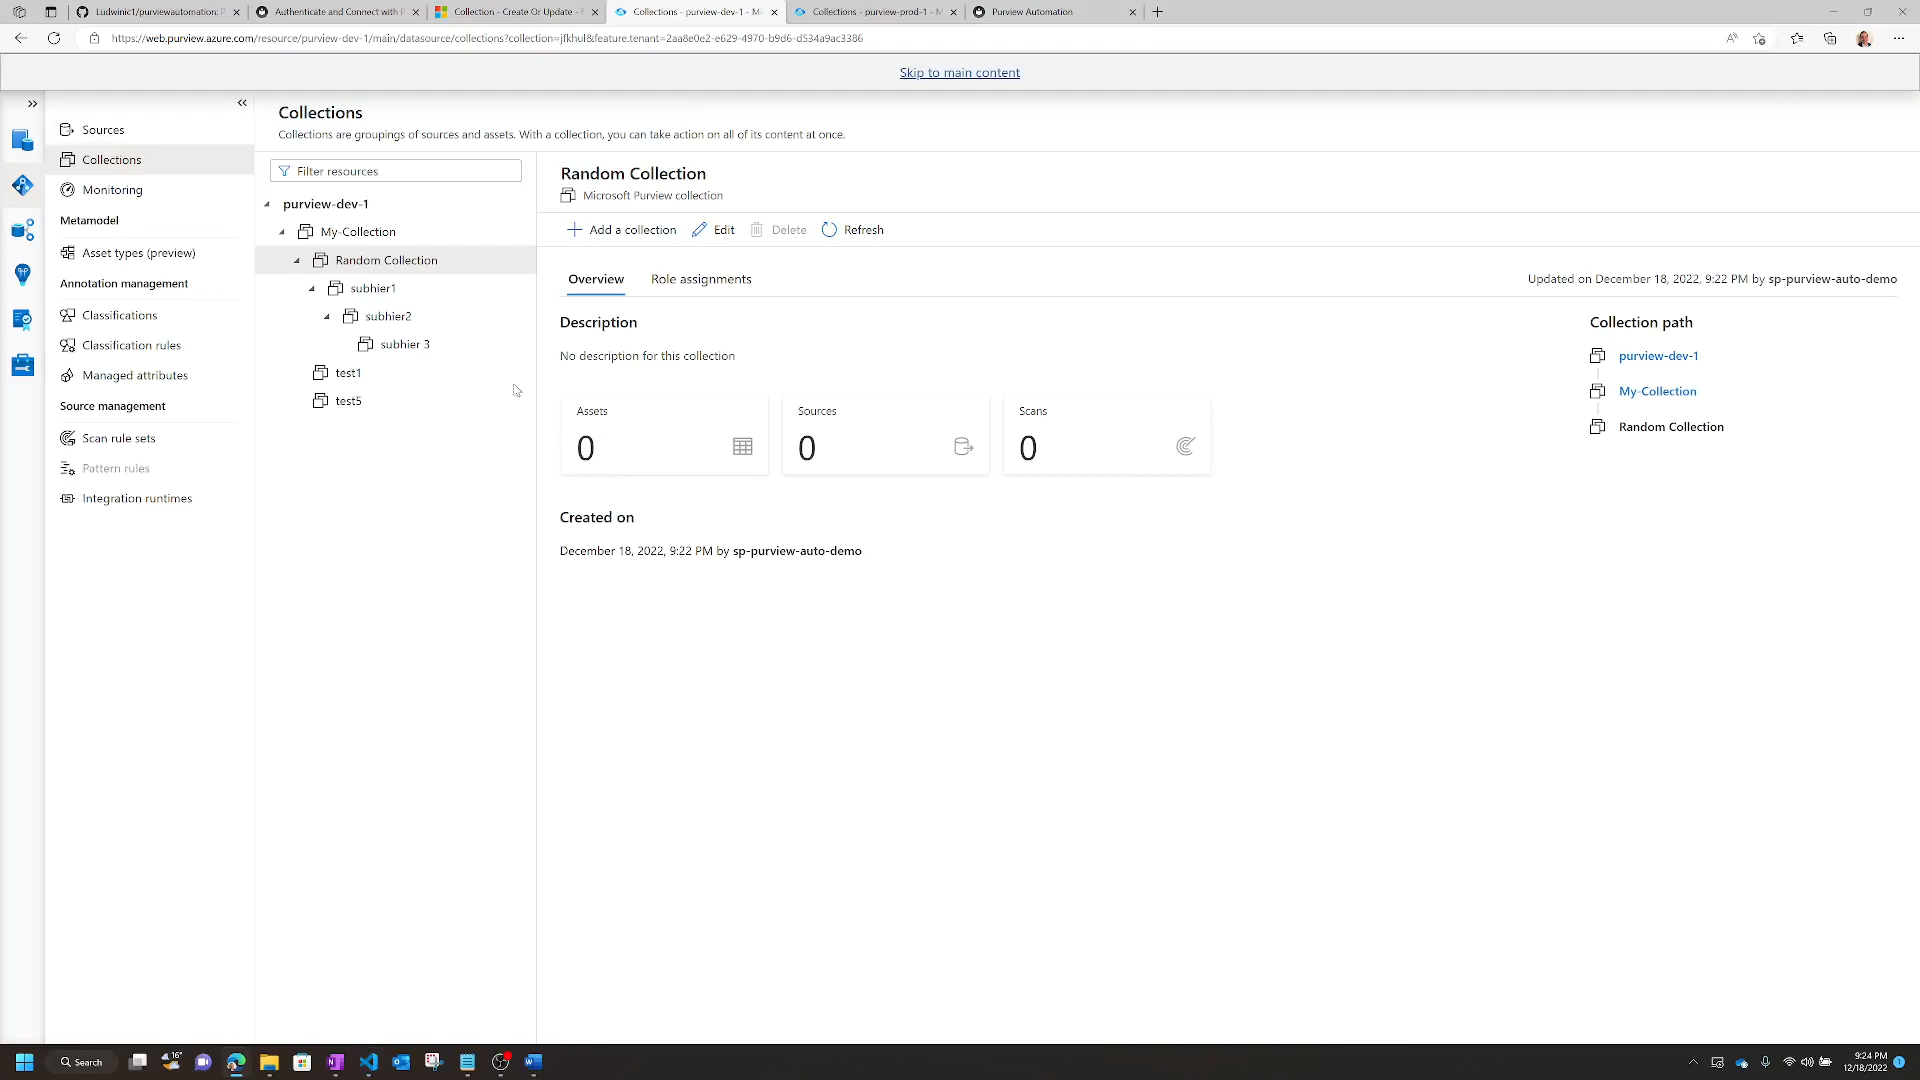 Ludwinic1/purviewautomation: P
Authenticate and Connect with P
Collection - Create Or Update - F
Collections - purview-dev-1 - Mi
Collections - purview-prod-1 - M
Purview Automation
https://web.purview.azure.com/resource/purview-dev-1/main/datasource/collections?collection=jfkhul&feature.tenant=2aa8e0e2-e629-4970-b9d6-d534a9ac3386
Skip to main content
Sources
Collections
Monitoring
Metamodel
Asset types (preview)
Annotation management
Classifications
Classification rules
Managed attributes
Source management
Scan rule sets
Pattern rules
Integration runtimes
Collections
Collections are groupings of sources and assets. With a collection, you can take action on all of its content at once.
Filter resources
purview-dev-1
My-Collection
Random Collection
subhier1
subhier2
subhier 3
test1
test5
Random Collection
Microsoft Purview collection
Add a collection Edit Delete Refresh
Overview Role assignments
Updated on December 18, 2022, 9:22 PM by sp-purview-auto-demo
Description
No description for this collection
Assets
0
Sources
0
Scans
0
Created on
December 18, 2022, 9:22 PM by sp-purview-auto-demo
Collection path
purview-dev-1
My-Collection
Random Collection
Search
16°
9:24 PM
12/18/2022
1